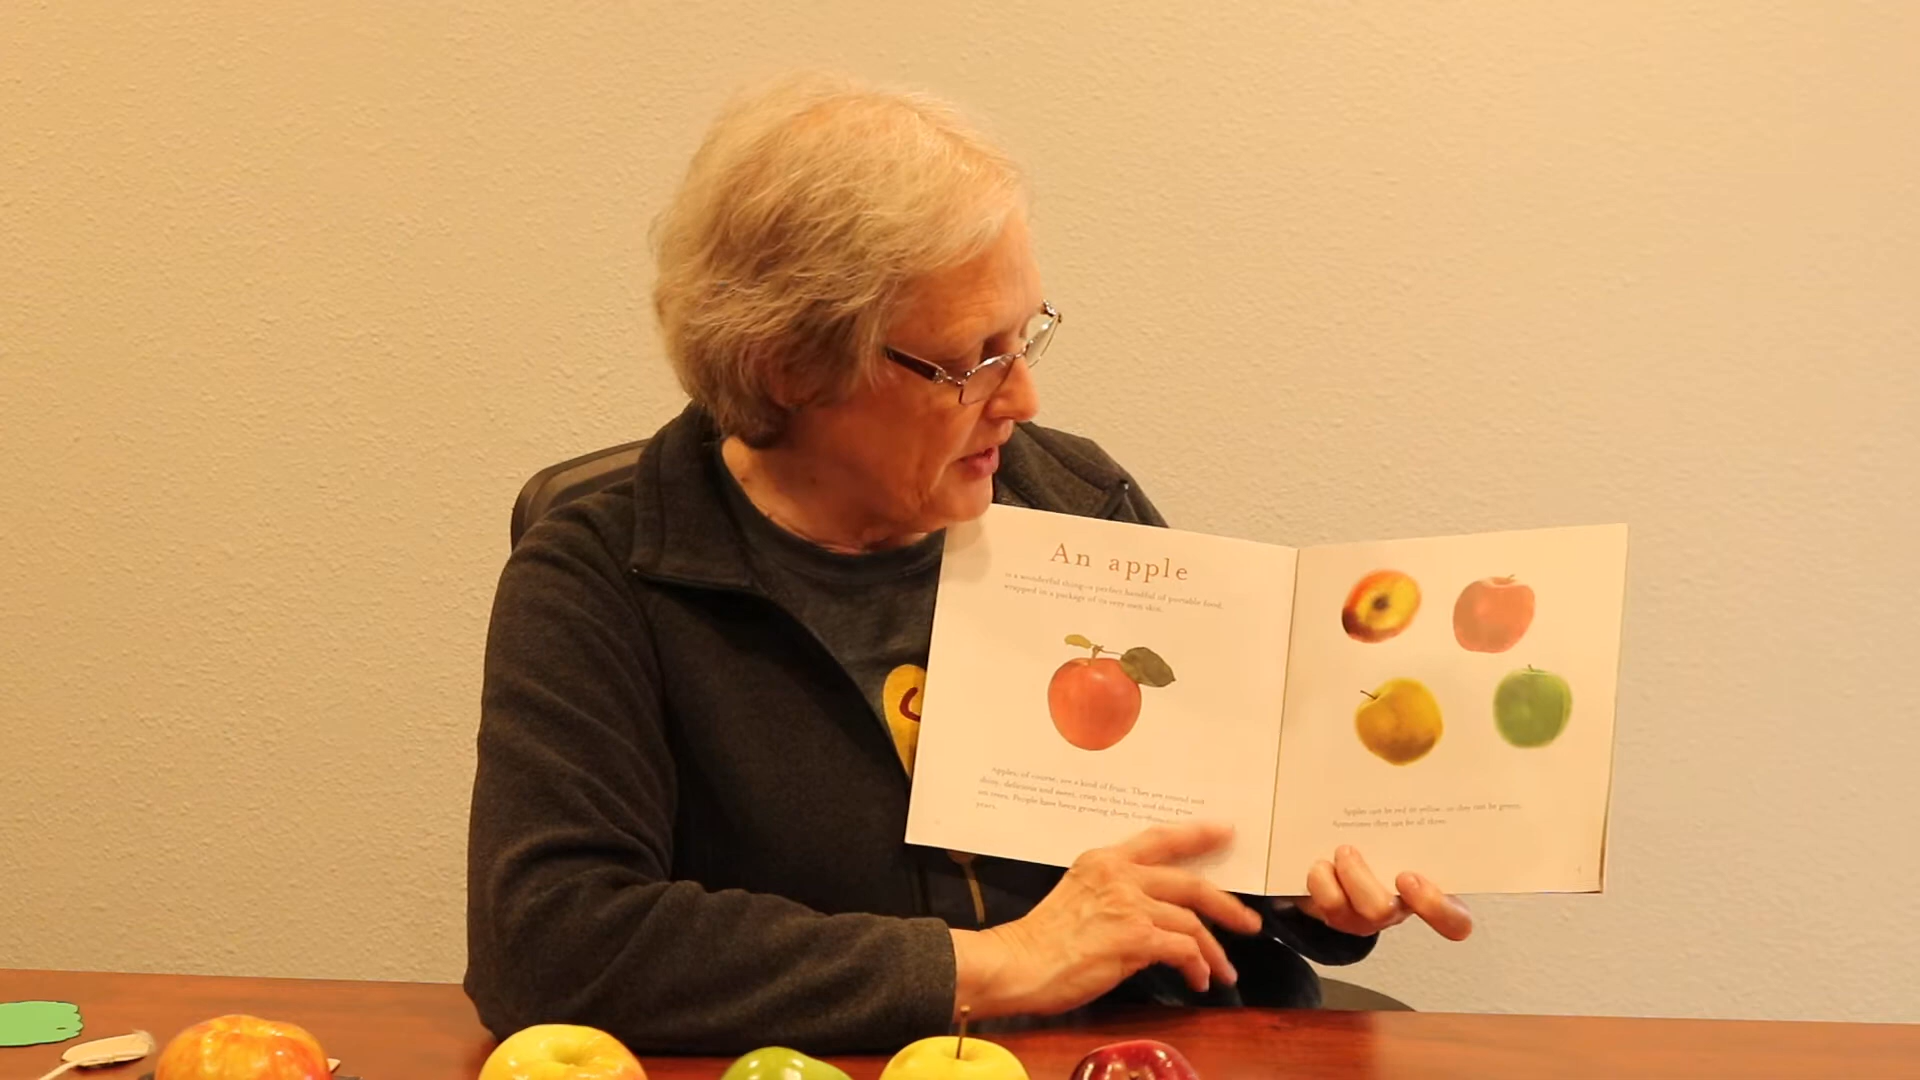 An apple
is a wonderful thing—a perfect handful of portable food,
wrapped in a package of its very own skin.
Apples, of course, are a kind of fruit. They are round and
shiny, delicious and sweet, crisp to the bite, and they grow
on trees. People have been growing them for
years.
Apples can be red or yellow, or they can be green.
Sometimes they can be all three.